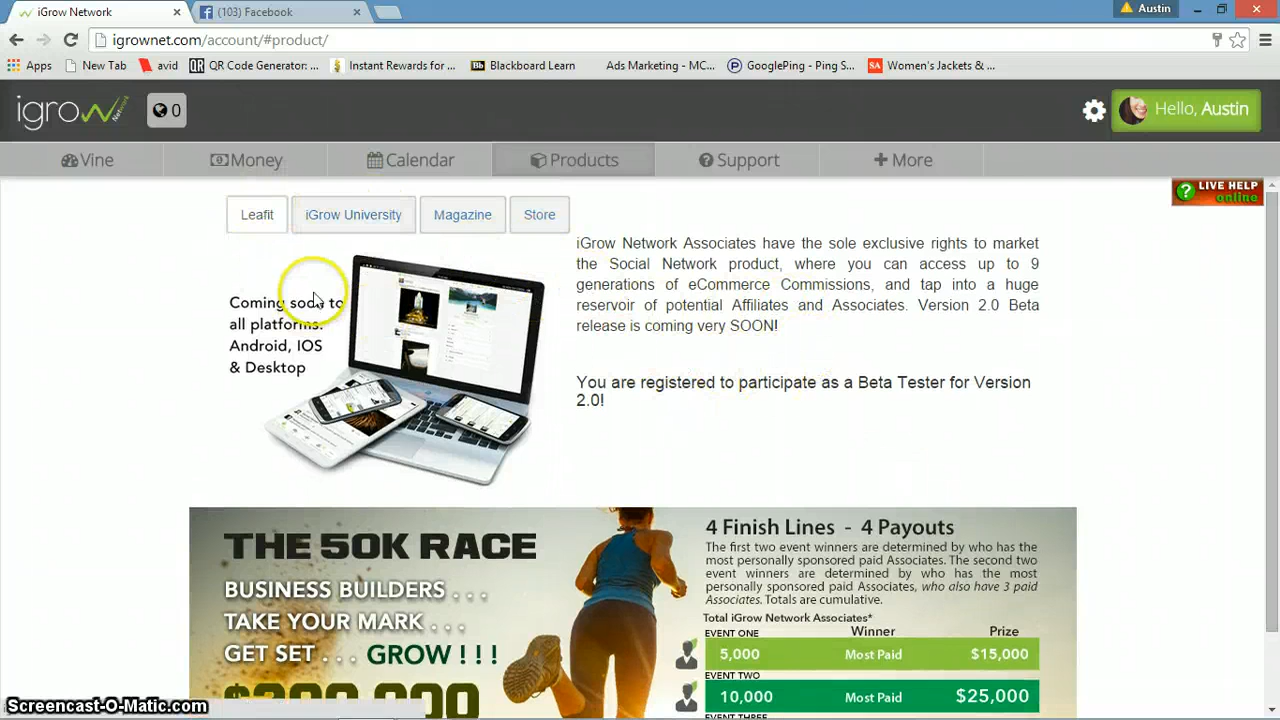 iGrow Network
(103) Facebook
Austin
igrownet.com/account/#product/
Apps New Tab avid QR Code Generator: ... Instant Rewards for ... Bb Blackboard Learn Ads Marketing – MC... GooglePing - Ping S... SA Women's Jackets & ...
igrow Network 0 Hello, Austin
Vine Money Calendar Products Support + More
LIVE HELP
online
Leafit iGrow University Magazine Store
Coming soon to
all platforms:
Android, IOS
& Desktop
iGrow Network Associates have the sole exclusive rights to market
the Social Network product, where you can access up to 9
generations of eCommerce Commissions, and tap into a huge
reservoir of potential Affiliates and Associates. Version 2.0 Beta
release is coming very SOON!
You are registered to participate as a Beta Tester for Version
2.0!
THE 50K RACE
BUSINESS BUILDERS . . .
TAKE YOUR MARK . . .
GET SET . . . GROW ! ! !
4 Finish Lines - 4 Payouts
The first two event winners are determined by who has the
most personally sponsored paid Associates. The second two
event winners are determined by who has the most
personally sponsored paid Associates, who also have 3 paid
Associates. Totals are cumulative.
Total iGrow Network Associates*
EVENT ONE Winner Prize
5,000 Most Paid $15,000
EVENT TWO
10,000 Most Paid $25,000
EVENT THREE
Screencast-O-Matic.com